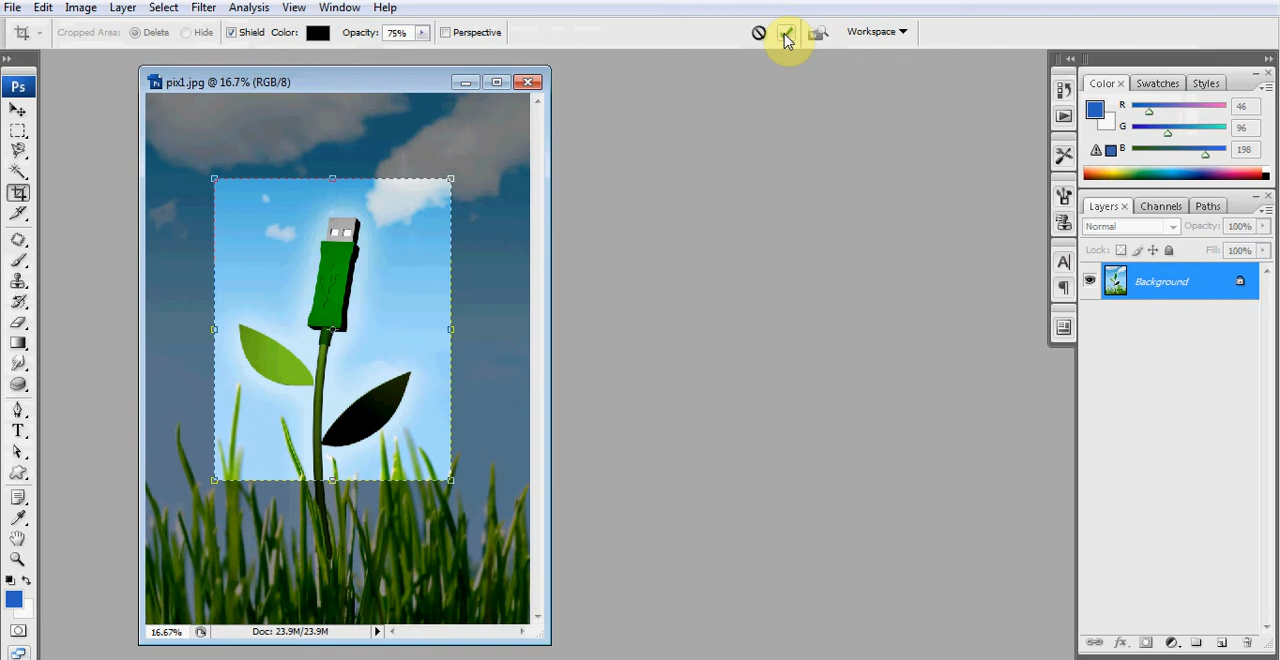 File Edit Image Layer Select Filter Analysis View Window Help
Cropped Area: Delete Hide Shield Color: Opacity: 75% Perspective Workspace
Ps
pix1.jpg @ 16.7% (RGB/8)
T
16.67% Doc: 23.9M/23.9M
A
Color Swatches Styles
R 46
G 96
B 198
Layers Channels Paths
Normal Opacity: 100%
Lock: Fill: 100%
Background
fx